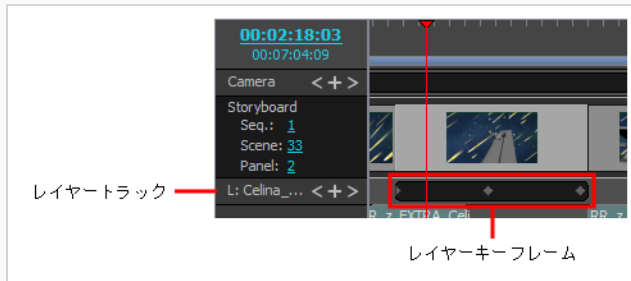 00:02:18:03
00:07:04:09
Camera < + >
Storyboard
Seq.: 1
Scene: 33
Panel: 2
レイヤートラック
L: Celina_... < + >
EXTRA_Celi
RR_z
レイヤーキーフレーム